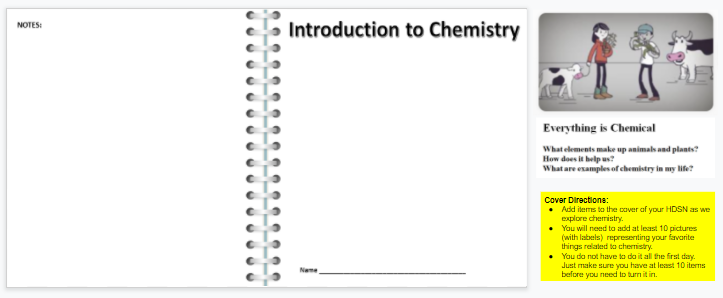 NOTES:
Introduction to Chemistry
Name
Everything is Chemical
What elements make up animals and plants?
How does it help us?
What are examples of chemistry in my life?
Cover Directions:
● Add items to the cover of your HDSN as we
explore chemistry.
● You will need to add at least 10 pictures
(with labels) representing your favorite
things related to chemistry.
● You do not have to do it all the first day.
Just make sure you have at least 10 items
before you need to turn it in.